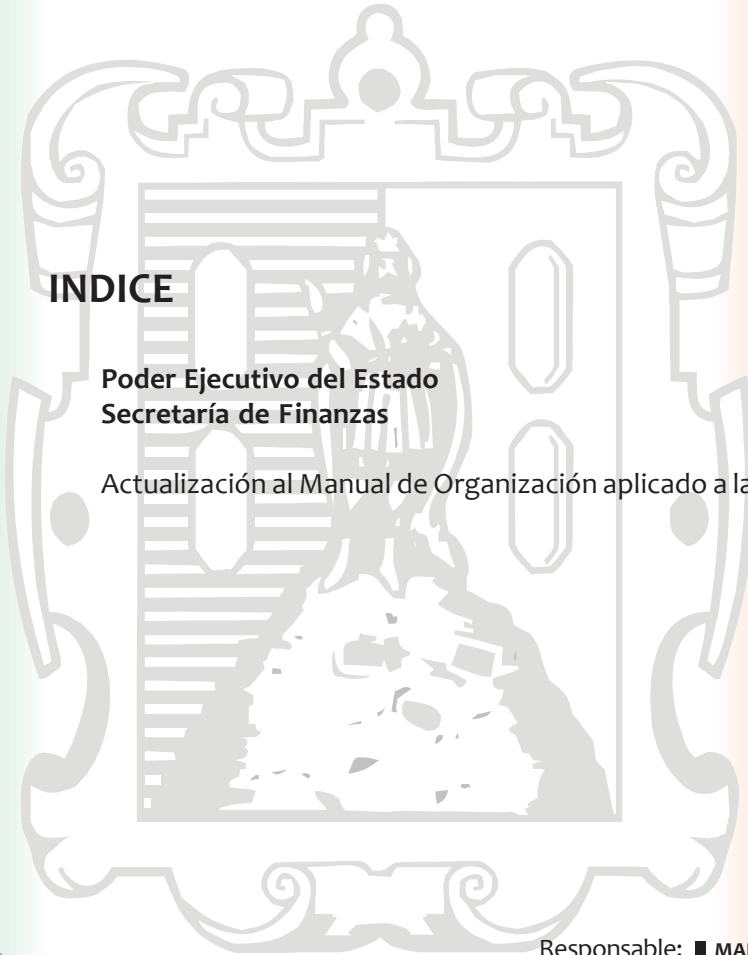 INDICE
Poder Ejecutivo del Estado
Secretaría de Finanzas
Actualización al Manual de Organización aplicado a la
Responsable: